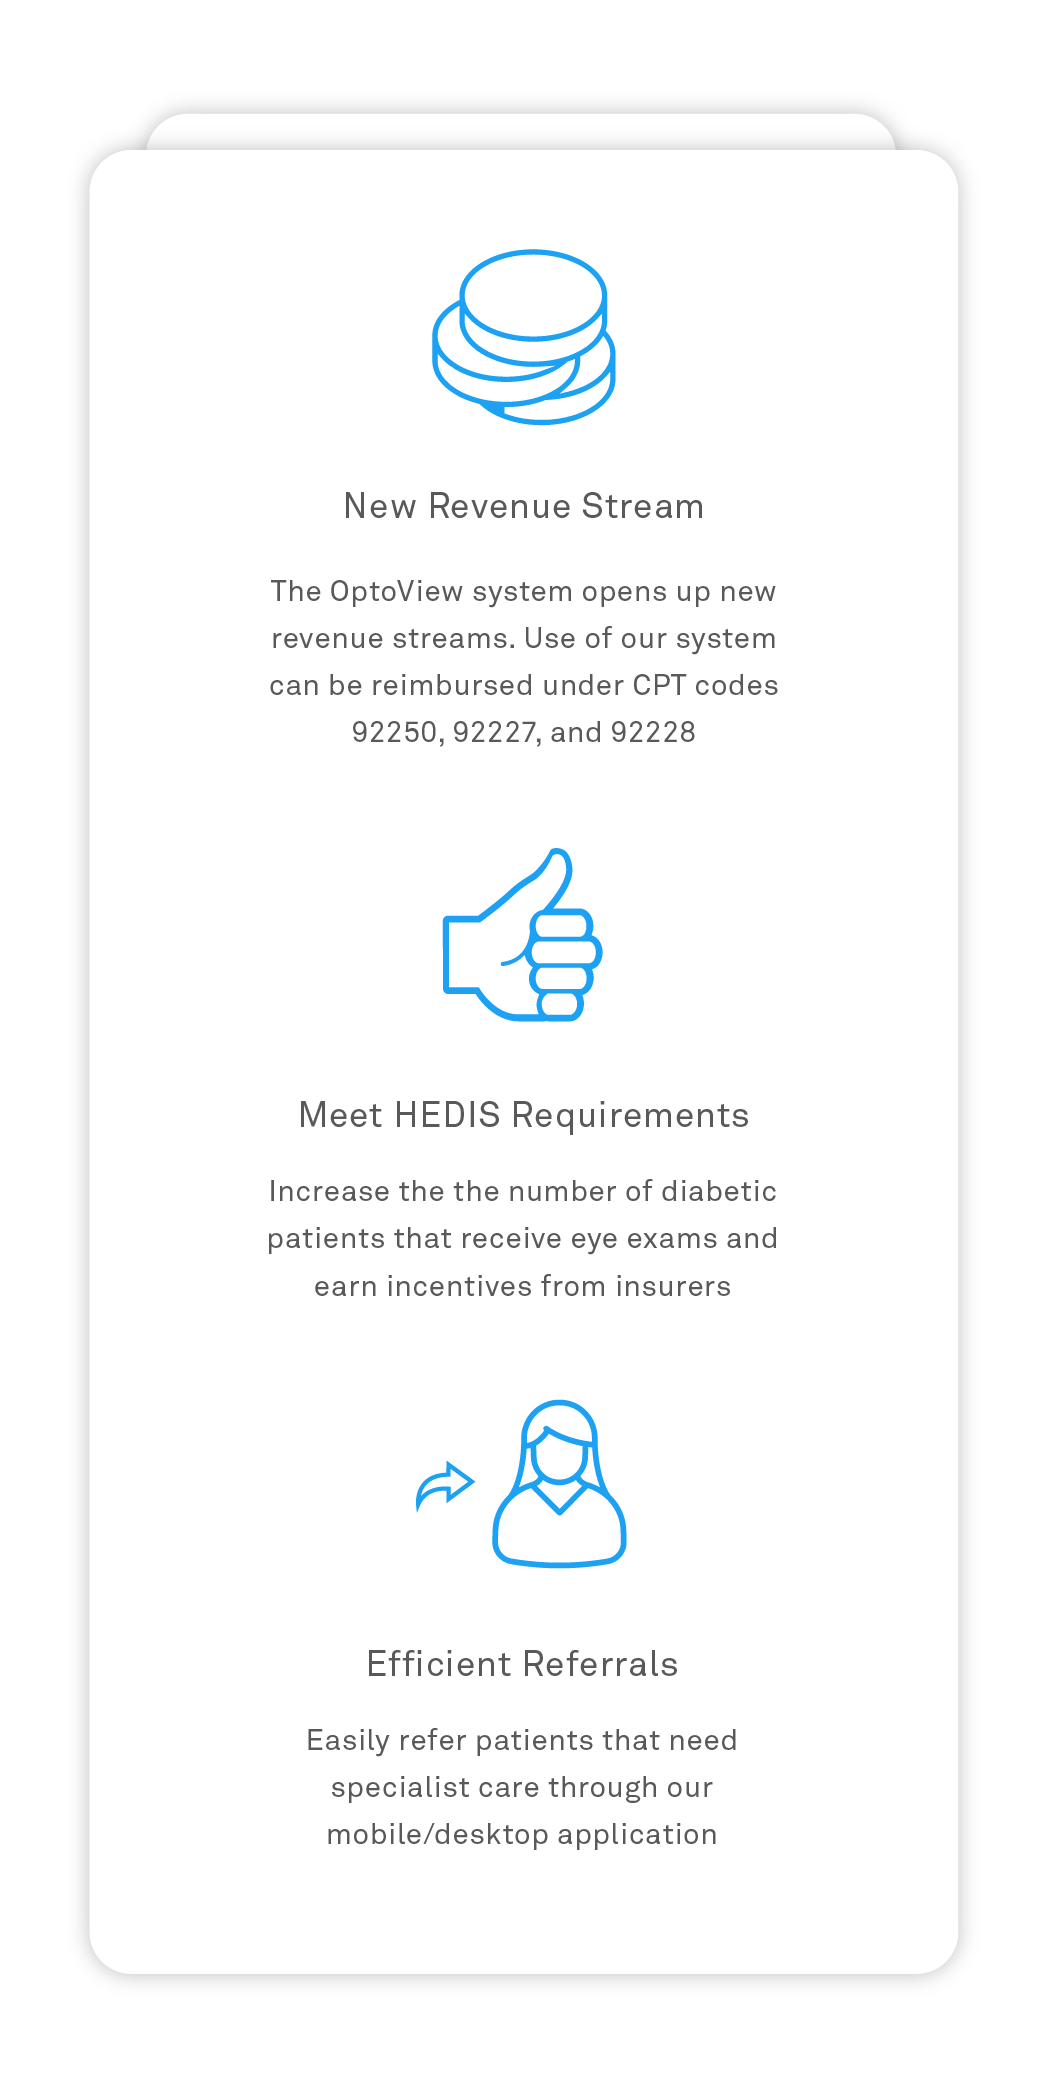 New Revenue Stream
The OptoView system opens up new
revenue streams. Use of our system
can be reimbursed under CPT codes
92250, 92227, and 92228
Meet HEDIS Requirements
Increase the the number of diabetic
patients that receive eye exams and
earn incentives from insurers
Efficient Referrals
Easily refer patients that need
specialist care through our
mobile/desktop application